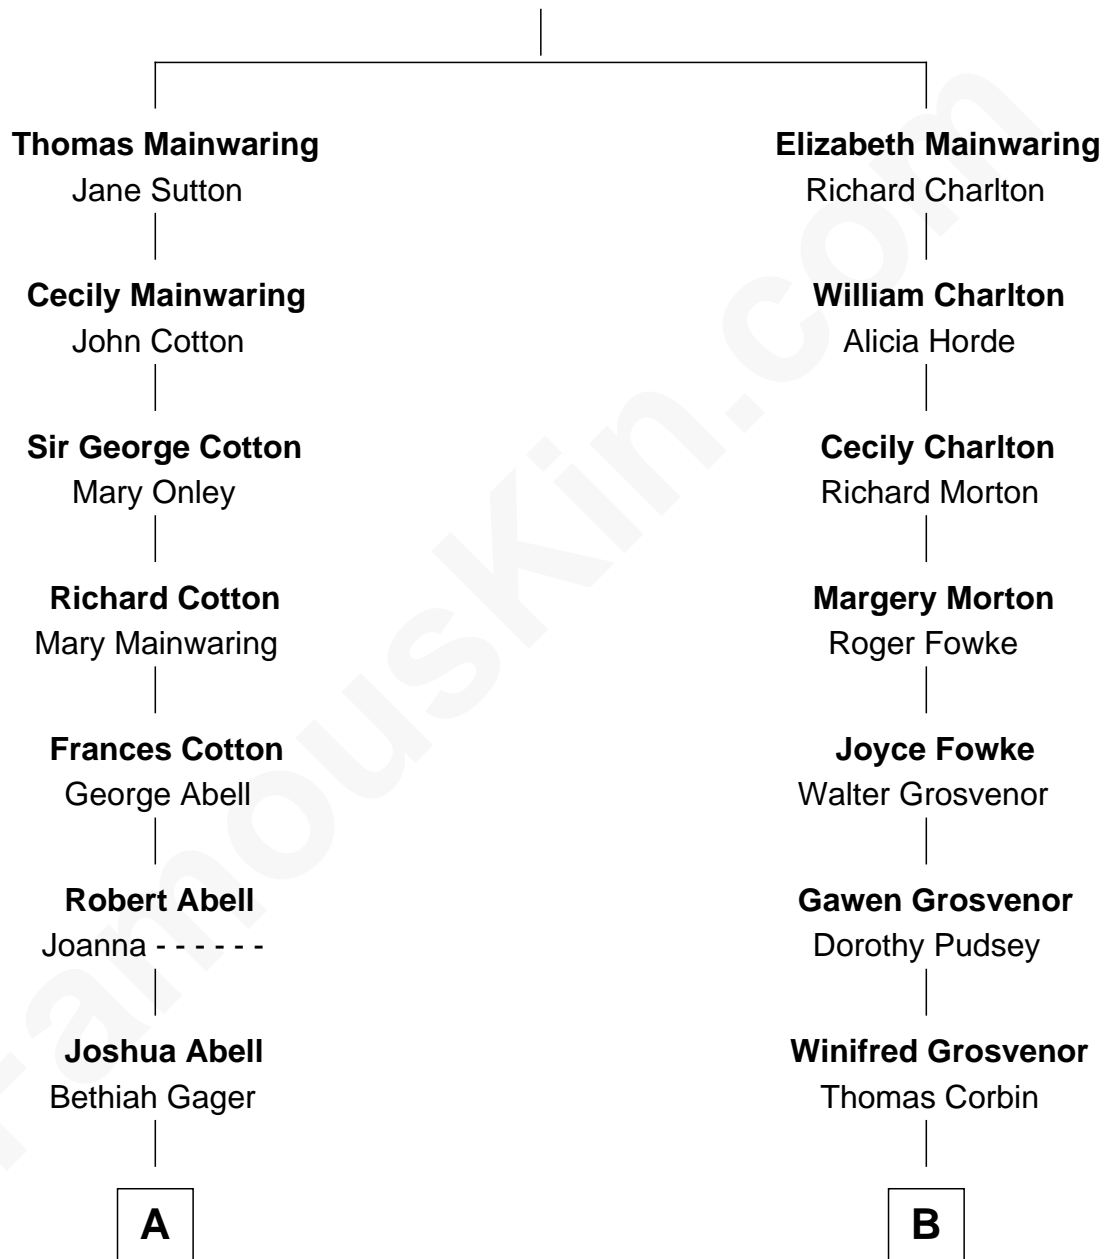 Thomas Mainwaring
Jane Sutton
Elizabeth Mainwaring
Richard Charlton
Cecily Mainwaring
John Cotton
William Charlton
Alicia Horde
Sir George Cotton
Mary Onley
Cecily Charlton
Richard Morton
Richard Cotton
Mary Mainwaring
Margery Morton
Roger Fowke
Frances Cotton
George Abell
Joyce Fowke
Walter Grosvenor
Robert Abell
Joanna - - - - - -
Gawen Grosvenor
Dorothy Pudsey
Joshua Abell
Bethiah Gager
Winifred Grosvenor
Thomas Corbin
A
B
FamousKin.com